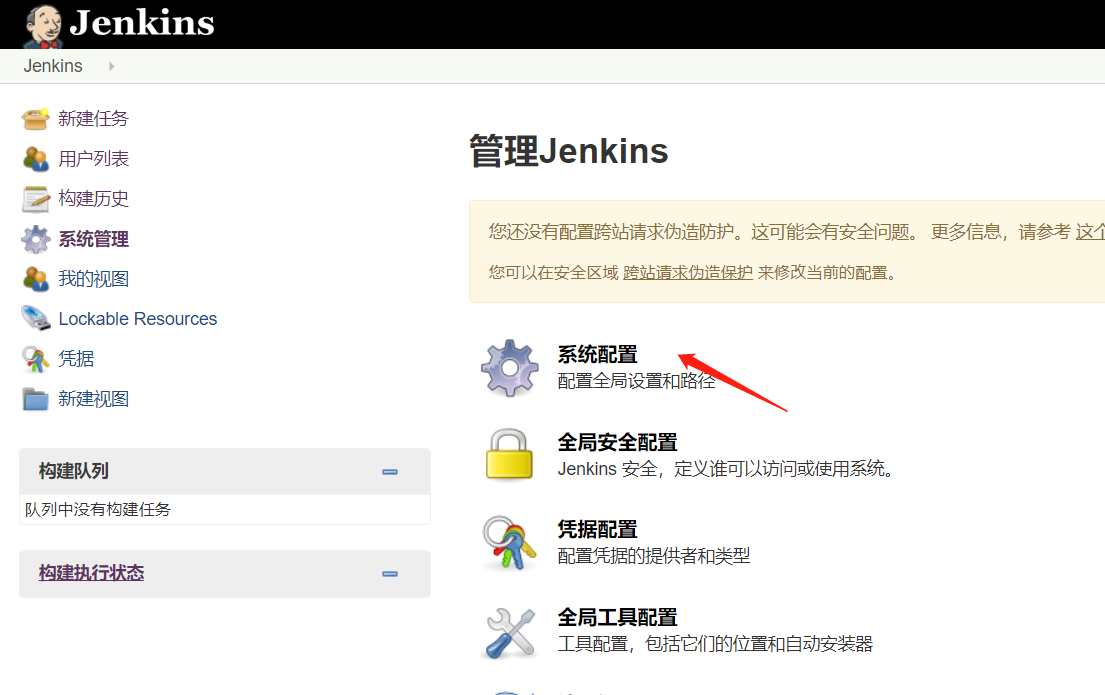 Jenkins
Jenkins
新建任务
用户列表
构建历史
系统管理
我的视图
Lockable Resources
凭据
新建视图
构建队列
队列中没有构建任务
构建执行状态
管理Jenkins
您还没有配置跨站请求伪造防护。这可能会有安全问题。 更多信息，请参考 这个
您可以在安全区域 跨站请求伪造保护 来修改当前的配置。
系统配置
配置全局设置和路径
全局安全配置
Jenkins 安全，定义谁可以访问或使用系统。
凭据配置
配置凭据的提供者和类型
全局工具配置
工具配置，包括它们的位置和自动安装器